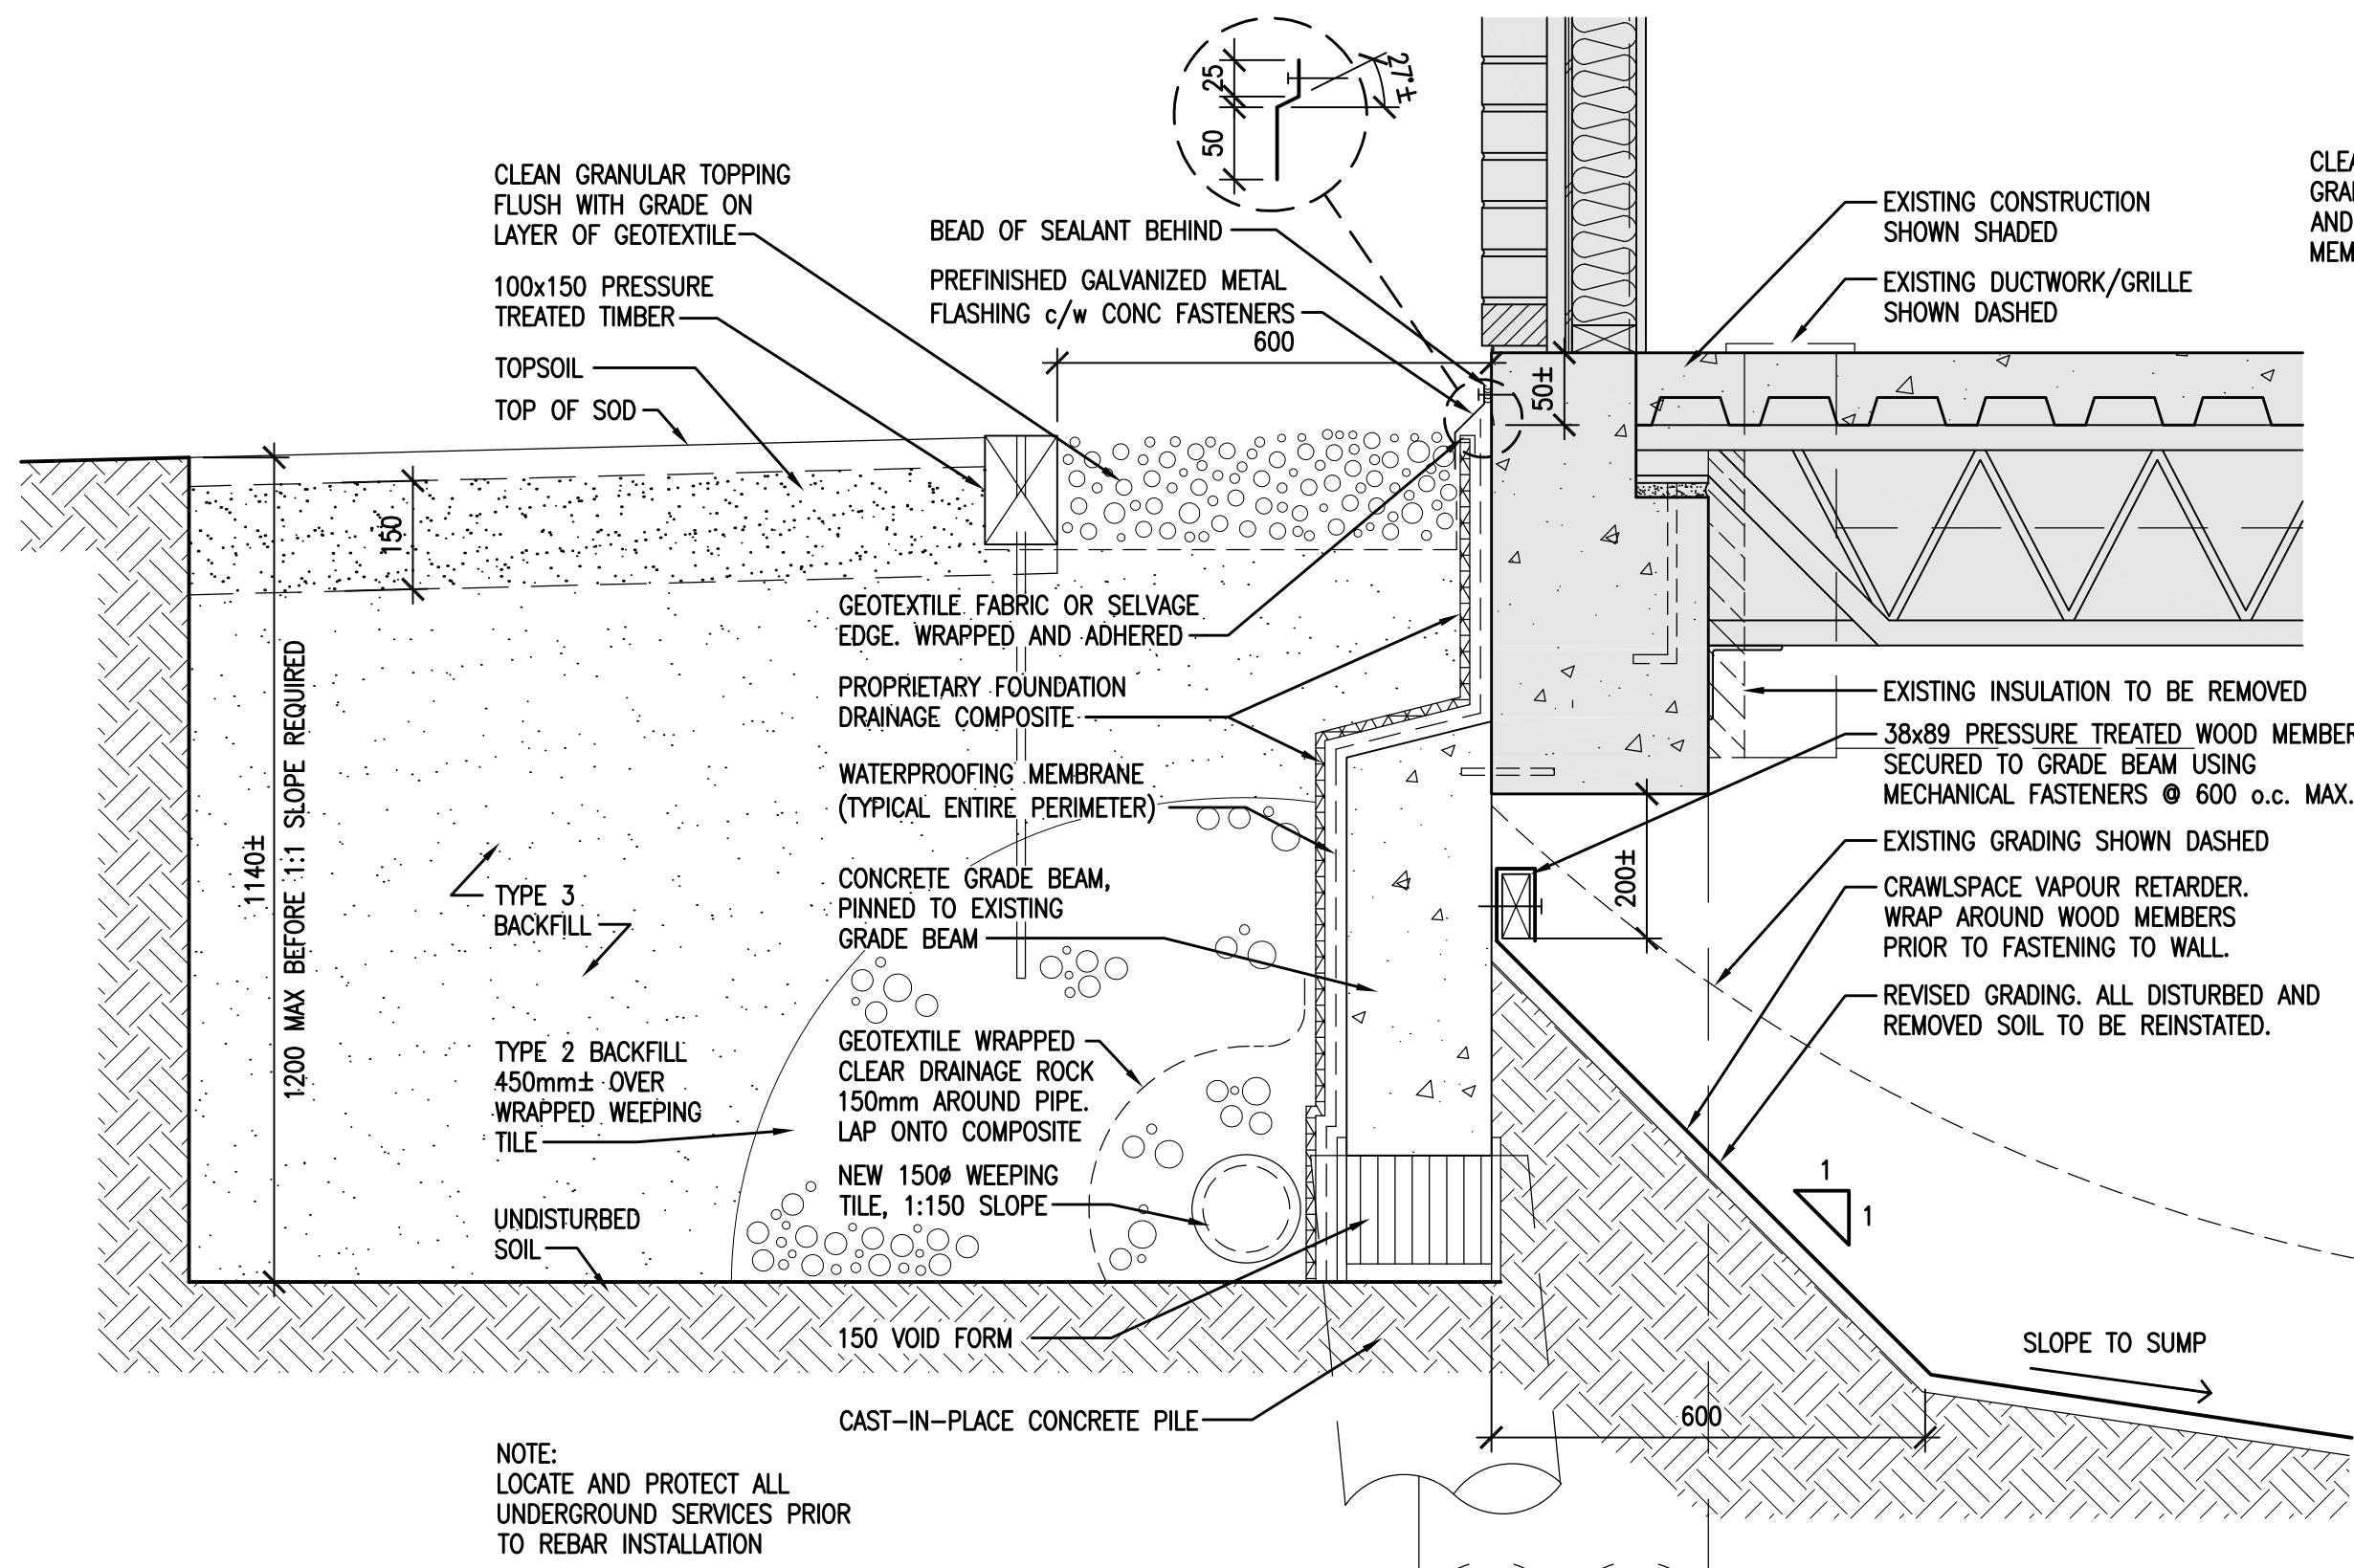 25
50
27°±
CLEAN GRANULAR TOPPING
FLUSH WITH GRADE ON
LAYER OF GEOTEXTILE
100x150 PRESSURE
TREATED TIMBER
TOPSOIL
TOP OF SOD
BEAD OF SEALANT BEHIND
PREFINISHED GALVANIZED METAL
FLASHING c/w CONC FASTENERS
600
50±
EXISTING CONSTRUCTION
SHOWN SHADED
EXISTING DUCTWORK/GRILLE
SHOWN DASHED
CLEA
GRAN
AND
MEM
150
1140±
1200 MAX BEFORE 1:1 SLOPE REQUIRED
GEOTEXTILE FABRIC OR SELVAGE
EDGE. WRAPPED AND ADHERED
PROPRIETARY FOUNDATION
DRAINAGE COMPOSITE
WATERPROOFING MEMBRANE
(TYPICAL ENTIRE PERIMETER)
CONCRETE GRADE BEAM,
PINNED TO EXISTING
GRADE BEAM
TYPE 3
BACKFILL
GEOTEXTILE WRAPPED
CLEAR DRAINAGE ROCK
150mm AROUND PIPE.
LAP ONTO COMPOSITE
TYPE 2 BACKFILL
450mm± OVER
WRAPPED WEEPING
TILE
NEW 150ø WEEPING
TILE, 1:150 SLOPE
UNDISTURBED
SOIL
150 VOID FORM
CAST-IN-PLACE CONCRETE PILE
EXISTING INSULATION TO BE REMOVED
38x89 PRESSURE TREATED WOOD MEMBER
SECURED TO GRADE BEAM USING
MECHANICAL FASTENERS @ 600 o.c. MAX.
200±
EXISTING GRADING SHOWN DASHED
CRAWLSPACE VAPOUR RETARDER.
WRAP AROUND WOOD MEMBERS
PRIOR TO FASTENING TO WALL.
REVISED GRADING. ALL DISTURBED AND
REMOVED SOIL TO BE REINSTATED.
1
1
SLOPE TO SUMP
600
NOTE:
LOCATE AND PROTECT ALL
UNDERGROUND SERVICES PRIOR
TO REBAR INSTALLATION